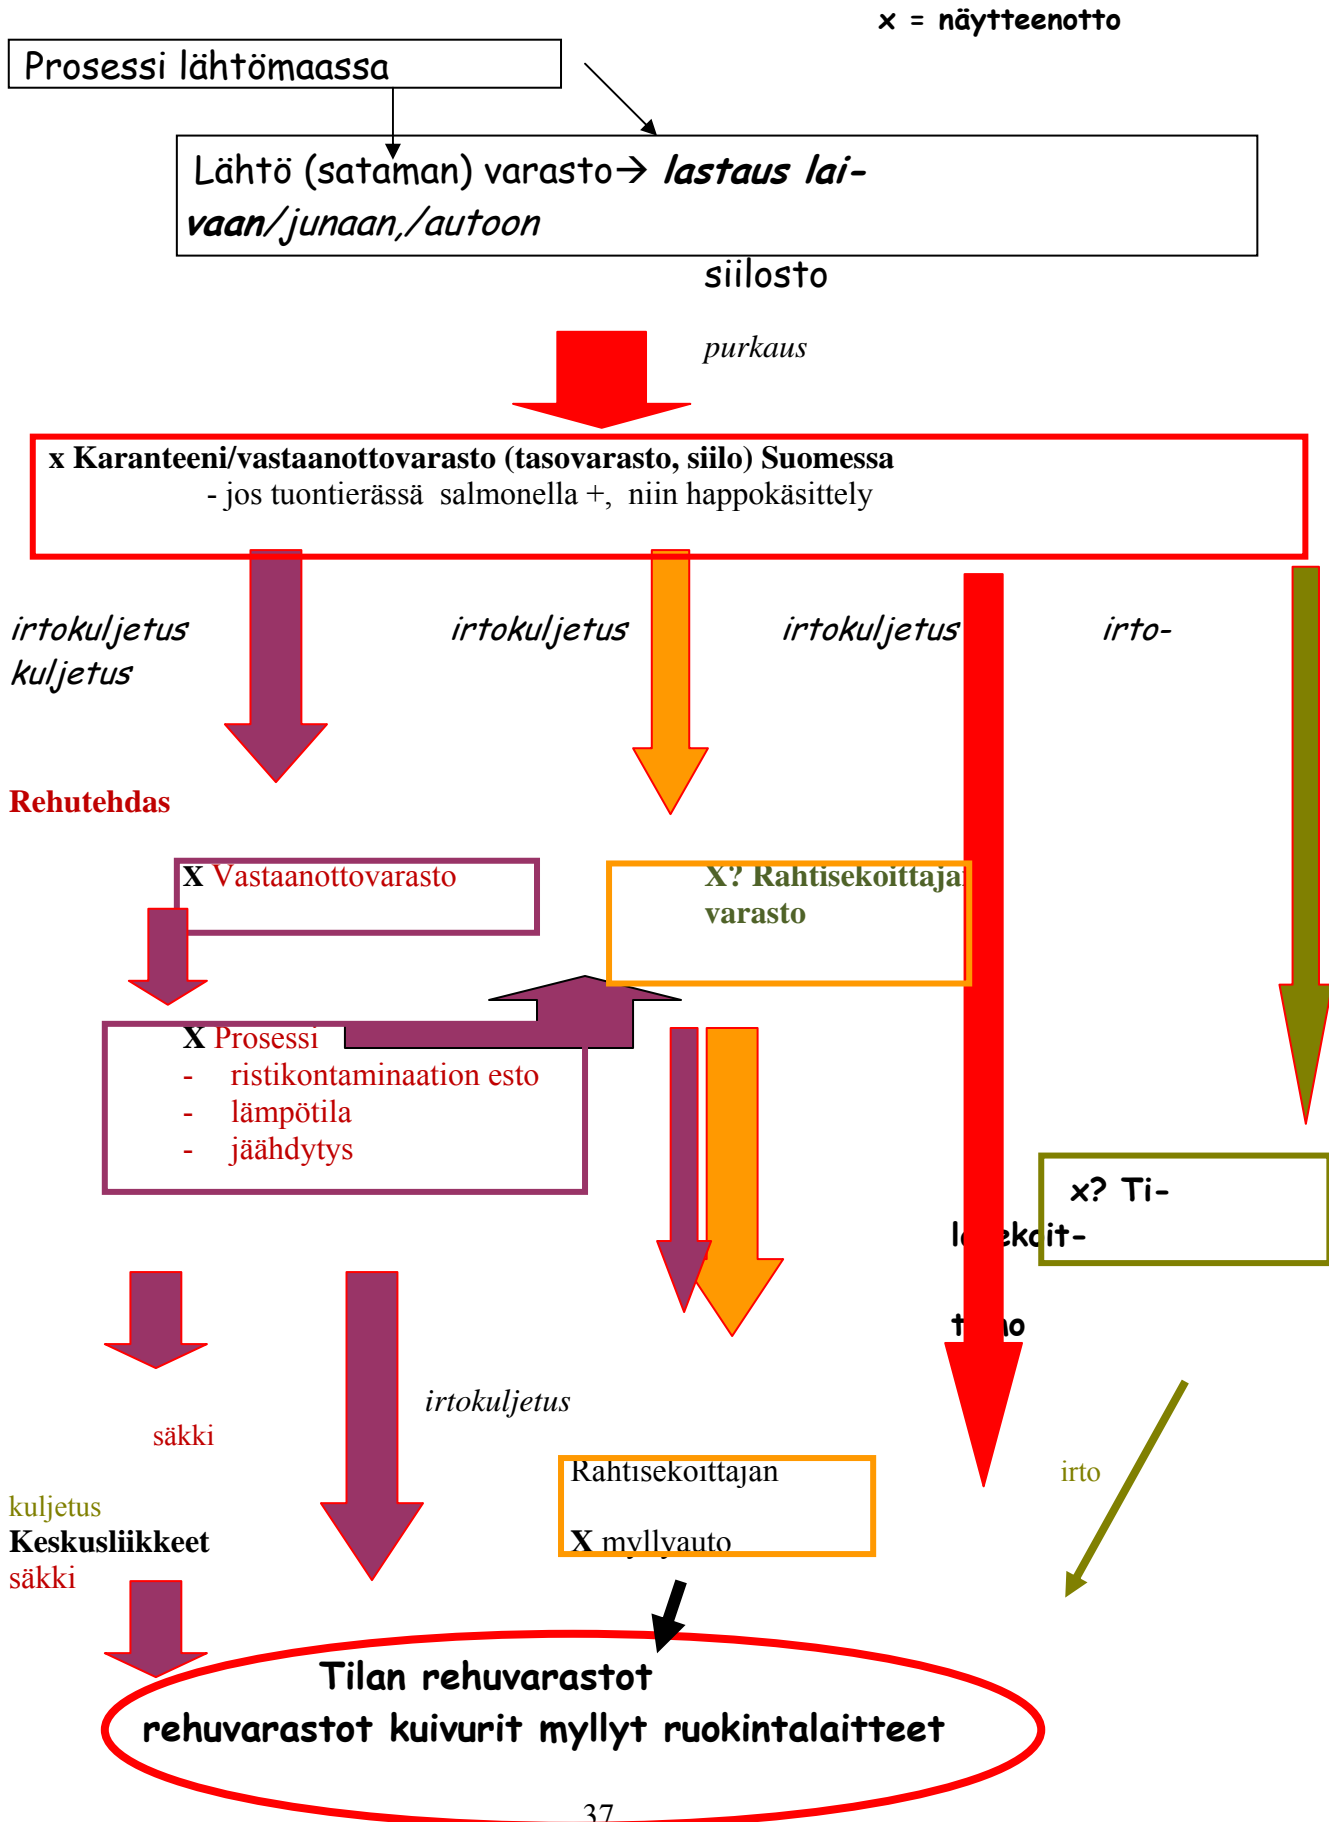 x = näytteenotto
Prosessi lähtömaassa
Lähtö (sataman) varasto→ lastaus lai-
vaan/junaan,/autoon
siilosto
purkaus
x Karanteeni/vastaanottovarasto (tasovarasto, siilo) Suomessa
- jos tuontierässä salmonella +, niin happokäsittely
irtokuljetus irtokuljetus irtokuljetus irto-
kuljetus
Rehutehdas
X Vastaanottovarasto
X? Rahtisekoittajan
varasto
X Prosessi
- ristikontaminaation esto
- lämpötila
- jäähdytys
x? Ti-
irtokuljetus
säkki
Rahtisekoittajan
irto
kuljetus
Keskusliikkeet
X myllyauto
säkki
Tilan rehuvarastot
rehuvarastot kuivurit myllyt ruokintalaitteet
37